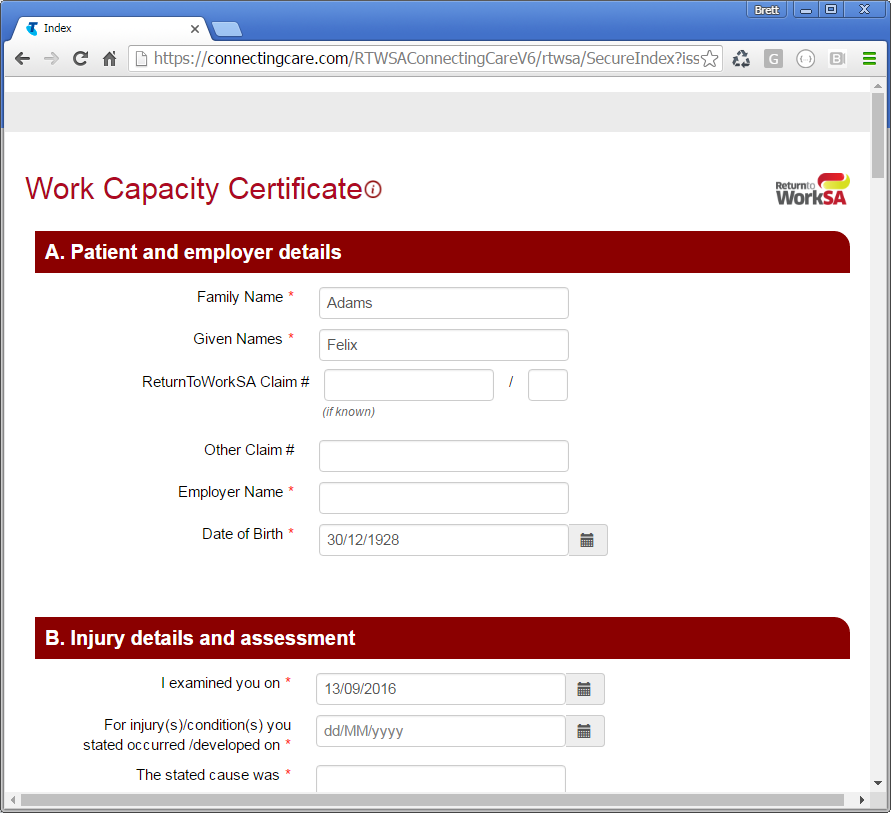 Brett
Index
https://connectingcare.com/RTWSAConnectingCareV6/rtwsa/SecureIndex?iss
G
B
Work Capacity Certificate
Returnto
WorkSA
A. Patient and employer details
Family Name *
Adams
Given Names *
Felix
ReturnToWorkSA Claim #
/
(if known)
Other Claim #
Employer Name *
Date of Birth *
30/12/1928
B. Injury details and assessment
I examined you on *
13/09/2016
For injury(s)/condition(s) you
stated occurred /developed on *
dd/MM/yyyy
The stated cause was *